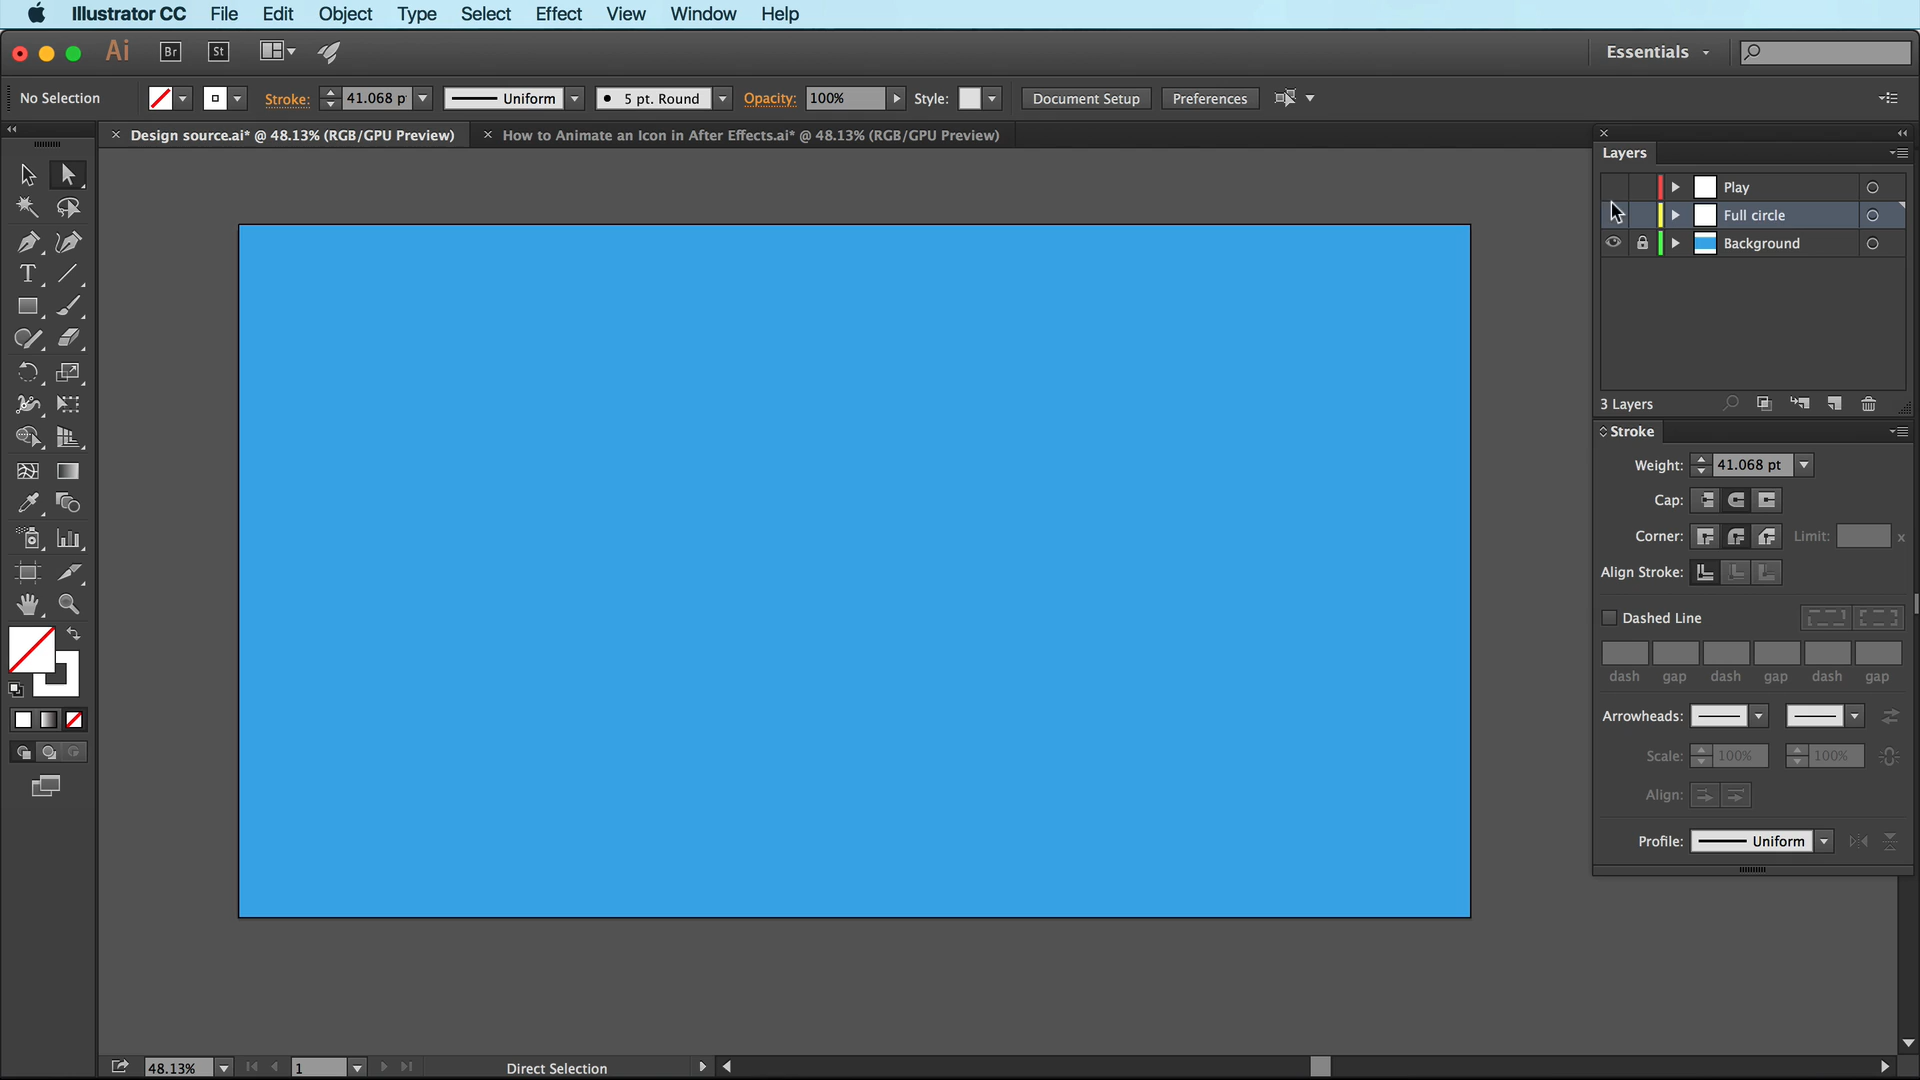 Illustrator CC File Edit Object Type Select Effect View Window Help
Ai Br St Essentials
No Selection Stroke: 41.068 p Uniform 5 pt. Round Opacity: 100% Style: Document Setup Preferences
Design source.ai* @ 48.13% (RGB/GPU Preview) How to Animate an Icon in After Effects.ai* @ 48.13% (RGB/GPU Preview)
Layers
Play
Full circle
Background
3 Layers
Stroke
Weight: 41.068 pt
Cap:
Corner: Limit: x
Align Stroke:
Dashed Line
dash gap dash gap dash gap
Arrowheads:
Scale: 100% 100%
Align:
Profile: Uniform
48.13% 1 Direct Selection